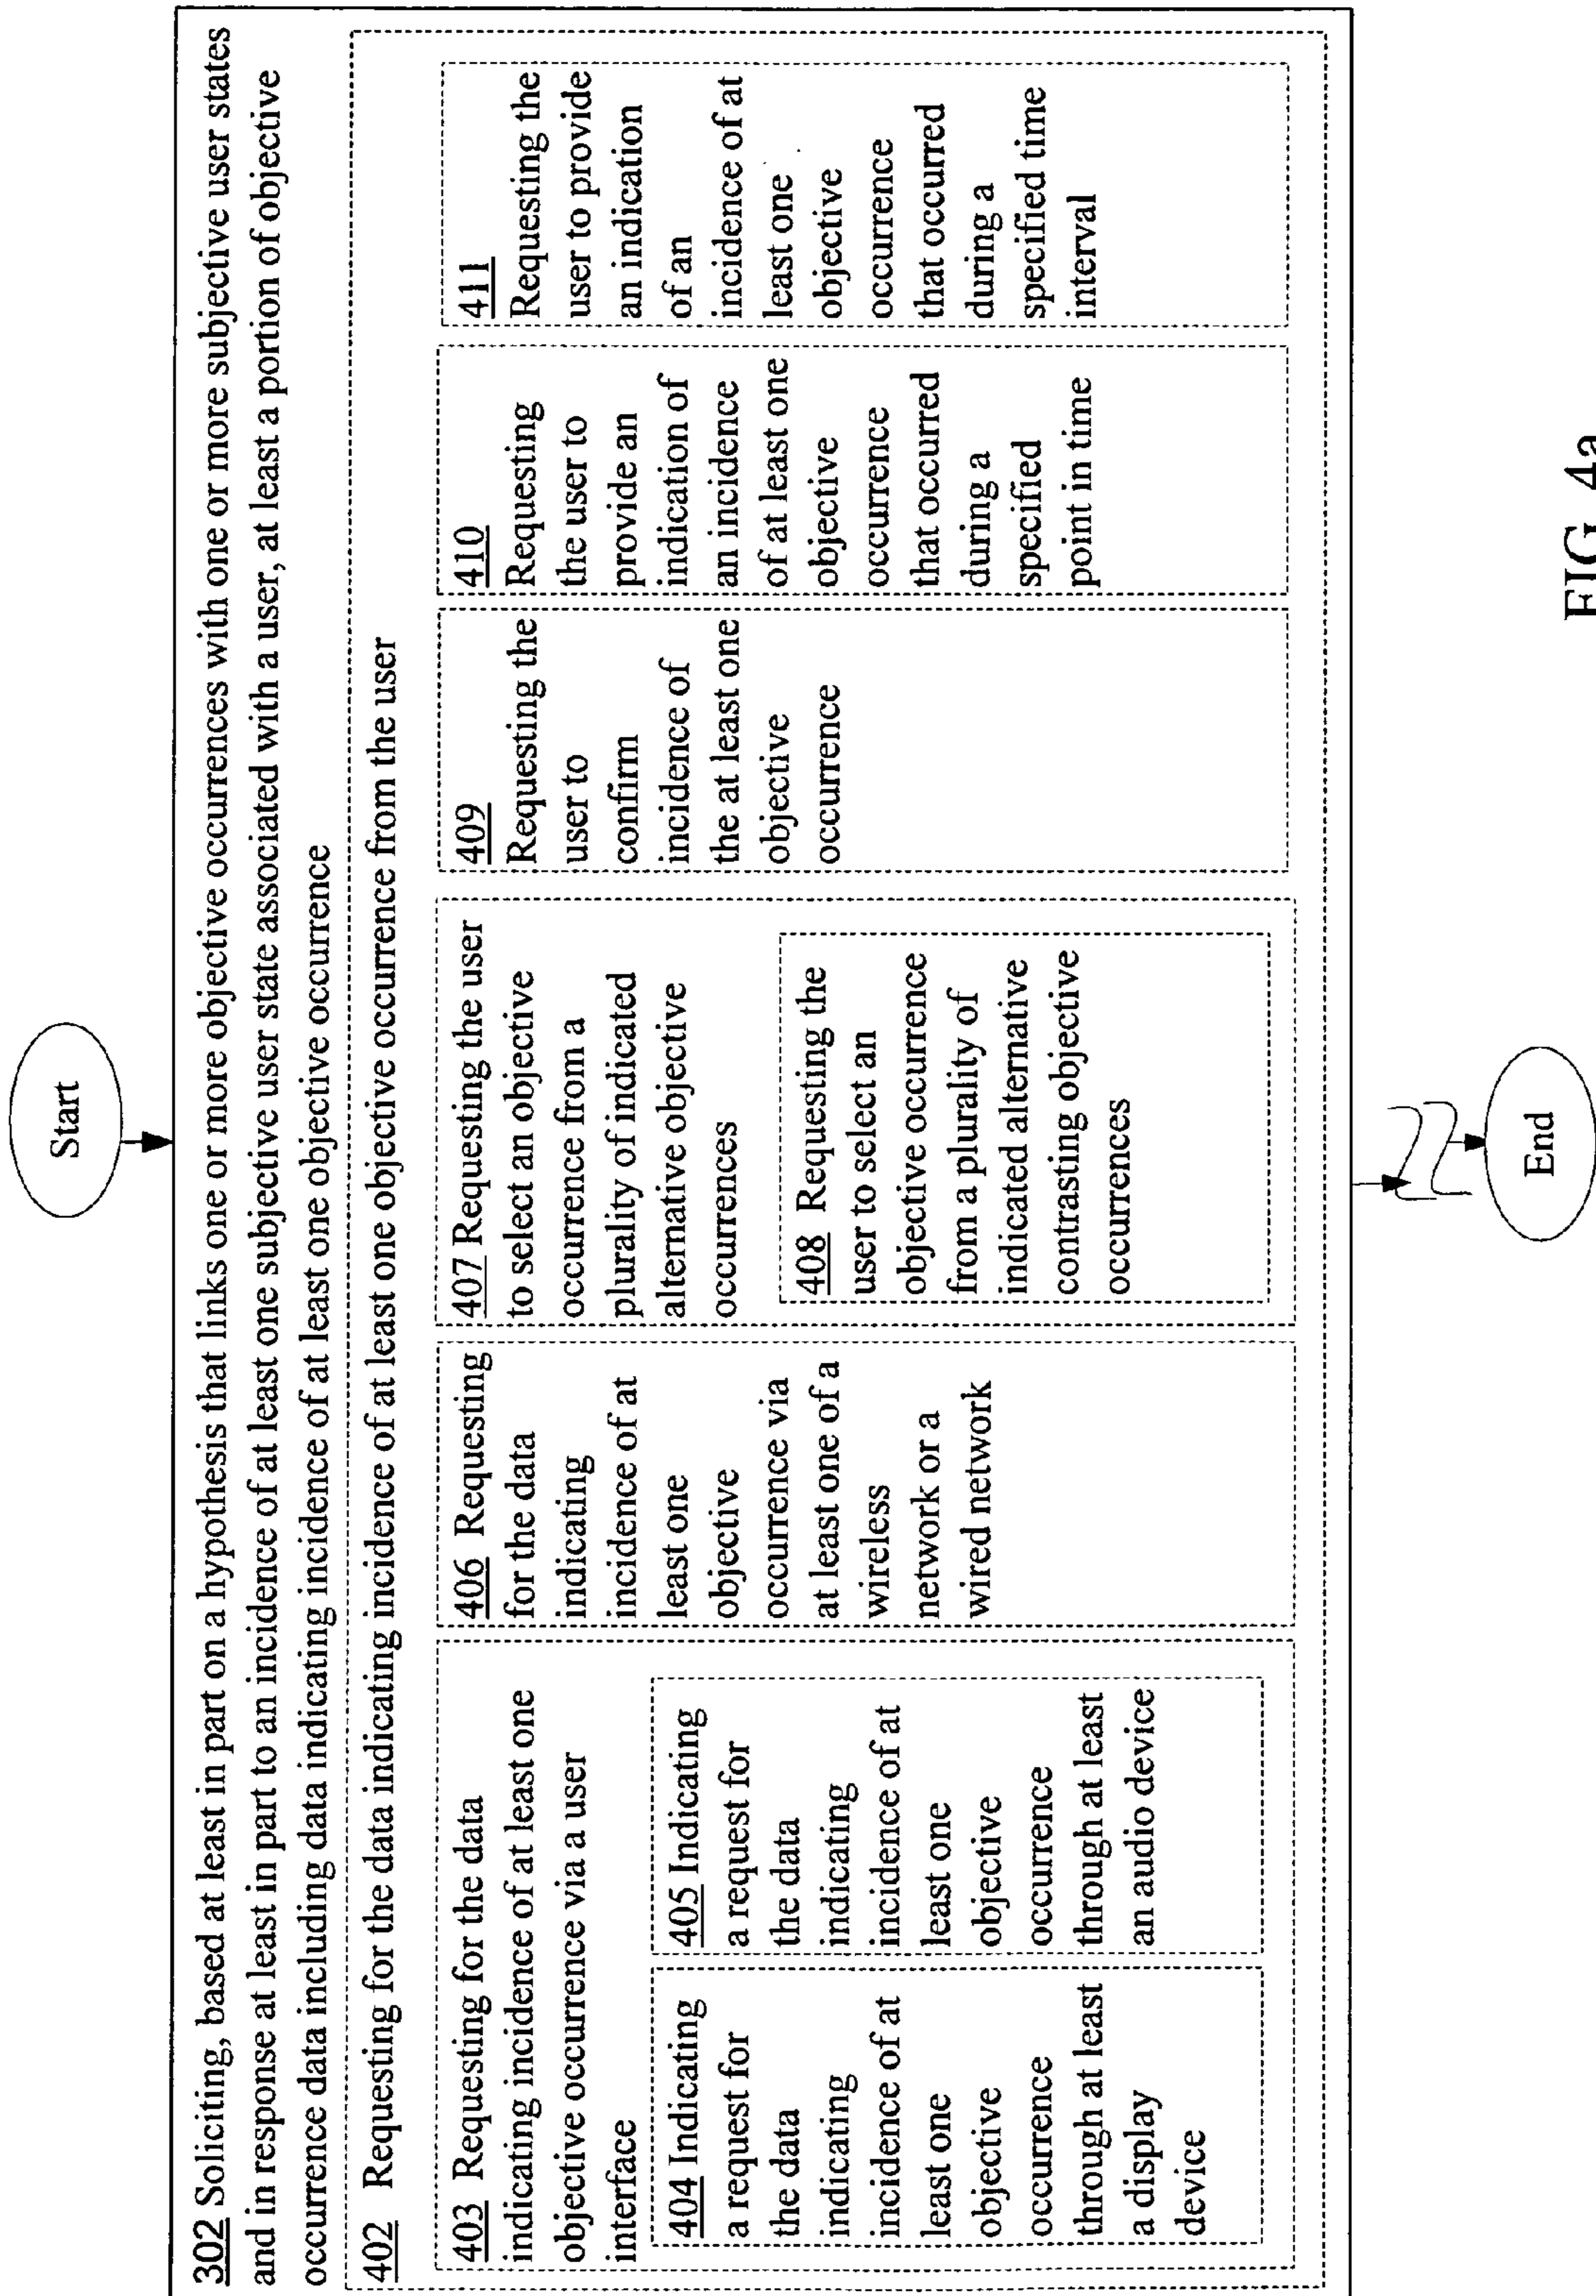 Start
302 Soliciting, based at least in part on a hypothesis that links one or more objective occurrences with one or more subjective user states
and in response at least in part to an incidence of at least one subjective user state associated with a user, at least a portion of objective
occurrence data including data indicating incidence of at least one objective occurrence
402 Requesting for the data indicating incidence of at least one objective occurrence from the user
403 Requesting for the data
indicating incidence of at least one
objective occurrence via a user
interface
404 Indicating
a request for
the data
indicating
incidence of at
least one
objective
occurrence
through at least
a display
device
405 Indicating
a request for
the data
indicating
incidence of at
least one
objective
occurrence
through at least
an audio device
406 Requesting
for the data
indicating
incidence of at
least one
objective
occurrence via
at least one of a
wireless
network or a
wired network
407 Requesting the user
to select an objective
occurrence from a
plurality of indicated
alternative objective
occurrences
408 Requesting the
user to select an
objective occurrence
from a plurality of
indicated alternative
contrasting objective
occurrences
409
Requesting the
user to
confirm
incidence of
the at least one
objective
occurrence
410
Requesting
the user to
provide an
indication of
an incidence
of at least one
objective
occurrence
that occurred
during a
specified
point in time
411
Requesting the
user to provide
an indication
of an
incidence of at
least one
objective
occurrence
that occurred
during a
specified time
interval
End
FIG. 4a